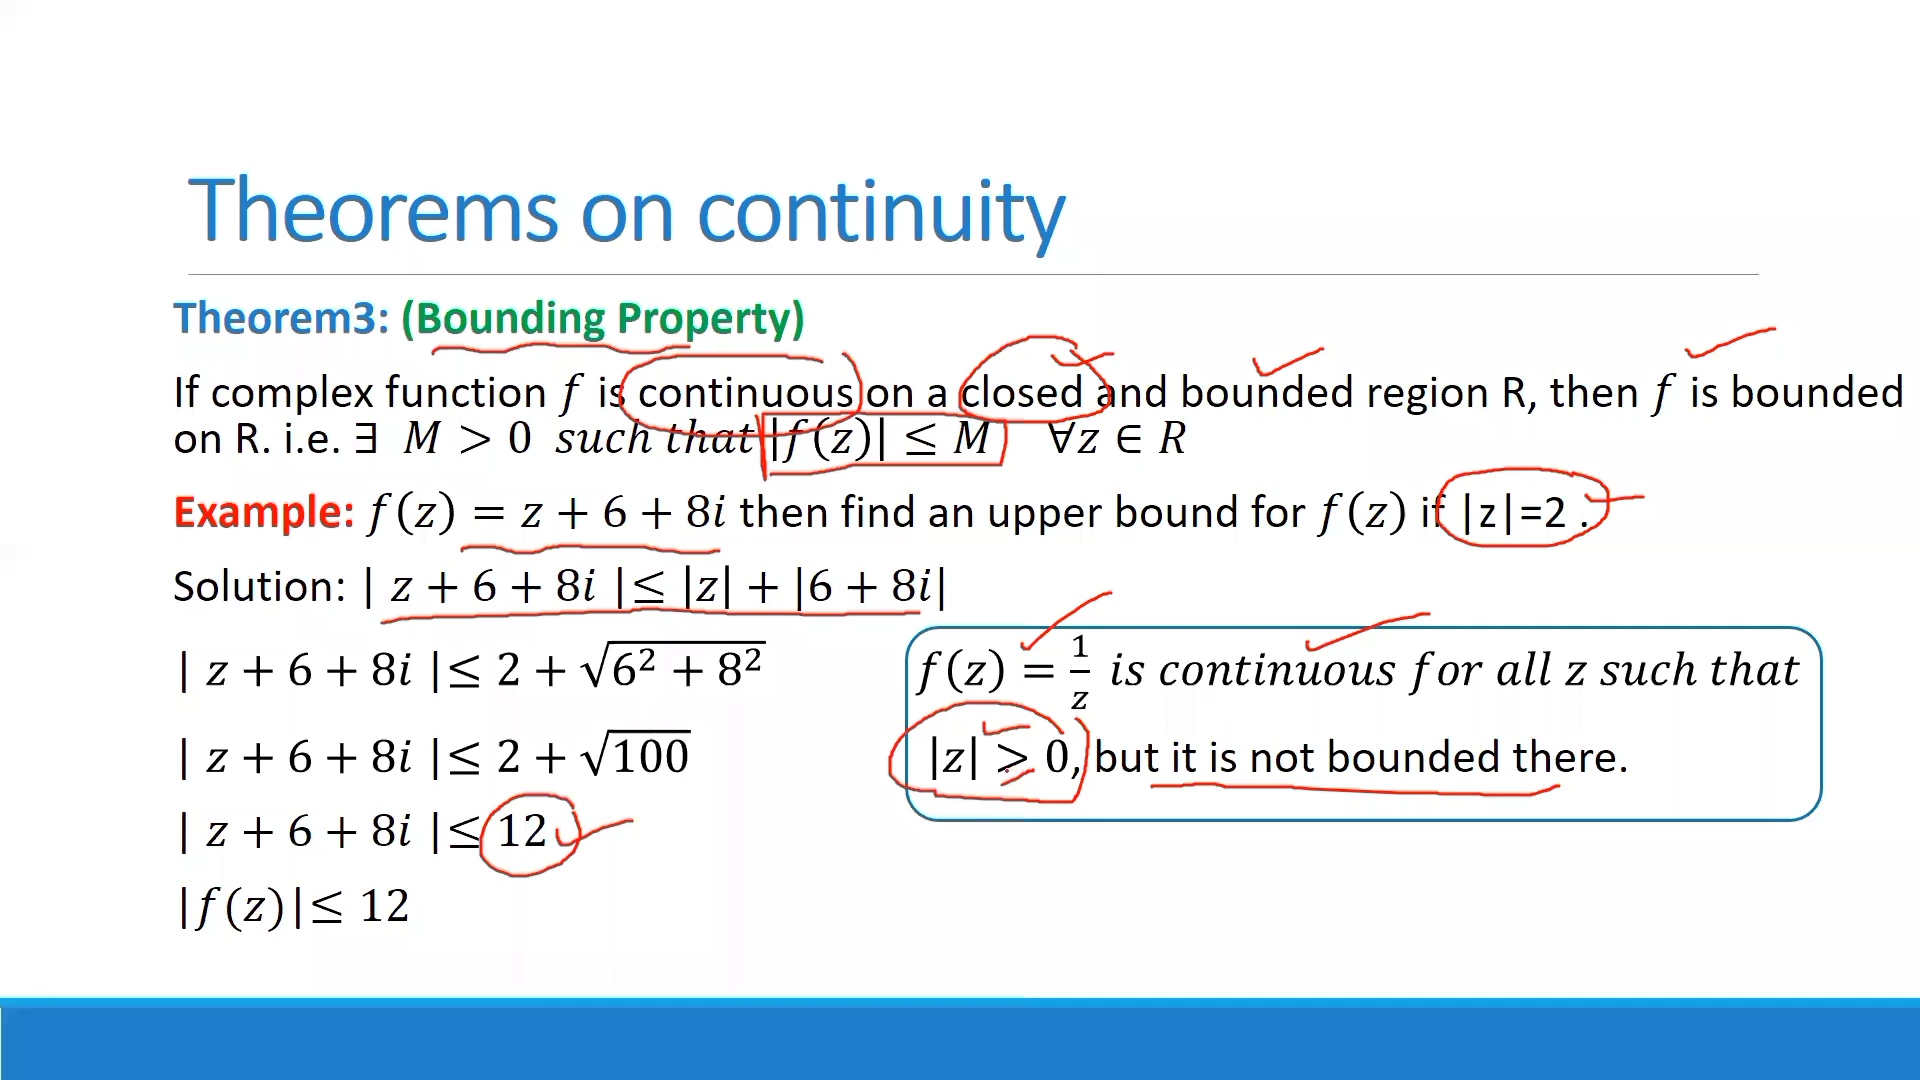 Theorems on continuity
Theorem3: (Bounding Property)
If complex function f is continuous on a closed and bounded region R, then f is bounded
on R. i.e. ∃ M > 0 such that |f(z)| ≤ M ∀z ∈ R
Example: f(z) = z + 6 + 8i then find an upper bound for f(z) if |z|=2 .
Solution: | z + 6 + 8i |≤ |z| + |6 + 8i|
| z + 6 + 8i |≤ 2 + √(6² + 8²)
| z + 6 + 8i |≤ 2 + √100
| z + 6 + 8i |≤ 12
|f(z)|≤ 12
f(z) = 1/z is continuous for all z such that
|z| > 0, but it is not bounded there.